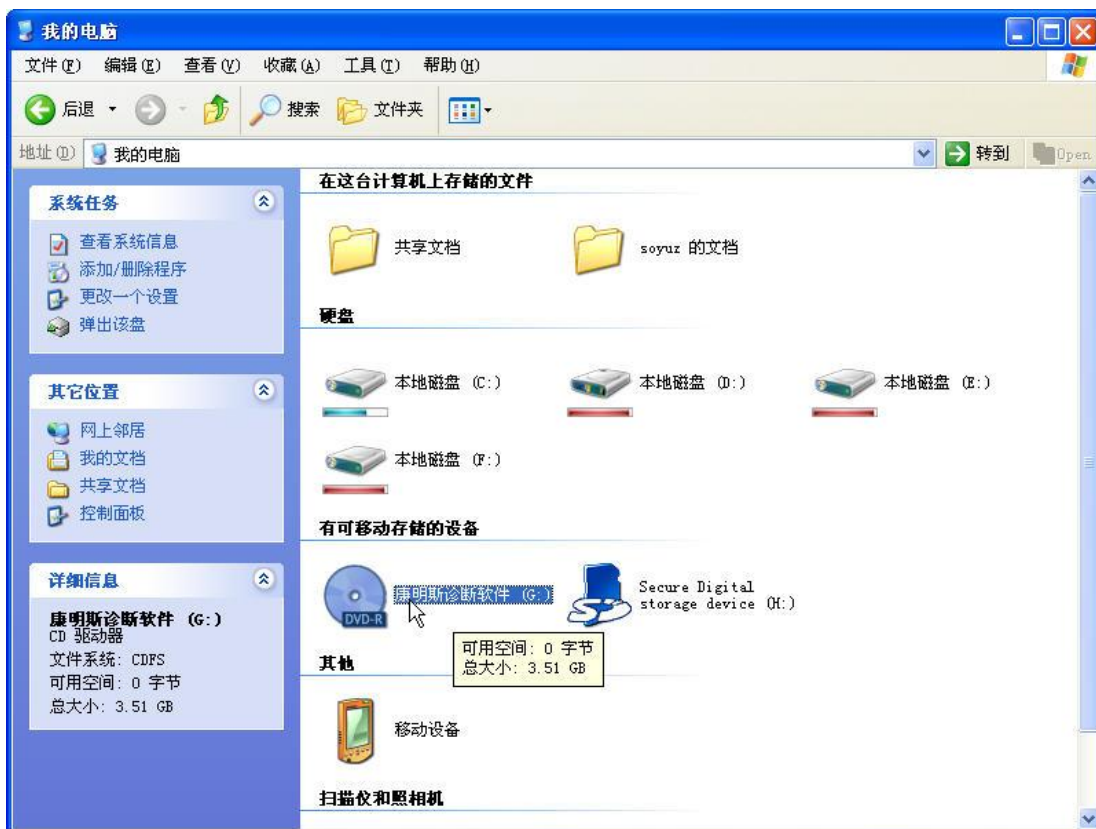 我的电脑
文件(F) 编辑(E) 查看(V) 收藏(A) 工具(T) 帮助(H)
后退 搜索 文件夹
地址(D) 我的电脑 转到 Open
在这台计算机上存储的文件
系统任务
查看系统信息
添加/删除程序
更改一个设置
弹出该盘
共享文档 soyuz 的文档
硬盘
其它位置
网上邻居
我的文档
共享文档
控制面板
本地磁盘 (C:) 本地磁盘 (D:) 本地磁盘 (E:)
本地磁盘 (F:)
有可移动存储的设备
详细信息
康明斯诊断软件 (G:)
CD 驱动器
文件系统: CDFS
可用空间: 0 字节
总大小: 3.51 GB
DVD-R
康明斯诊断软件 (G:)
Secure Digital
storage device (H:)
可用空间: 0 字节
总大小: 3.51 GB
其他
移动设备
扫描仪和照相机